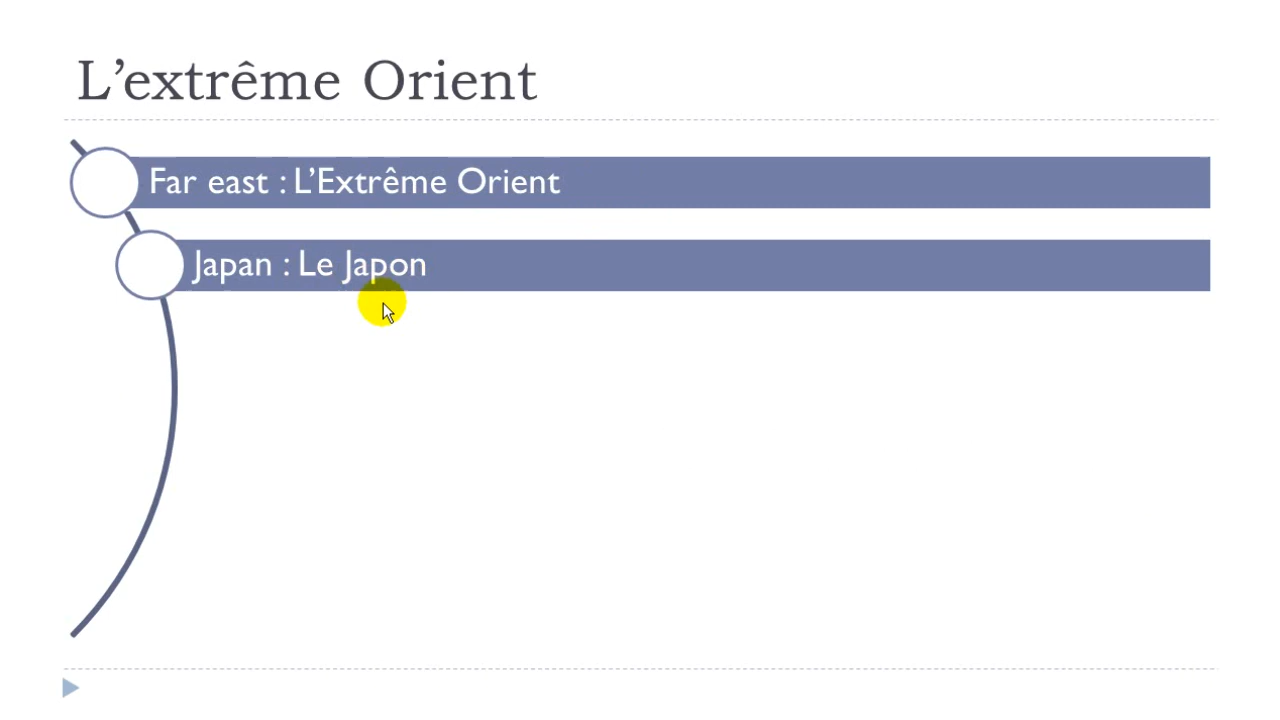 L’extrême Orient
Far east : L’Extrême Orient
Japan : Le Japon